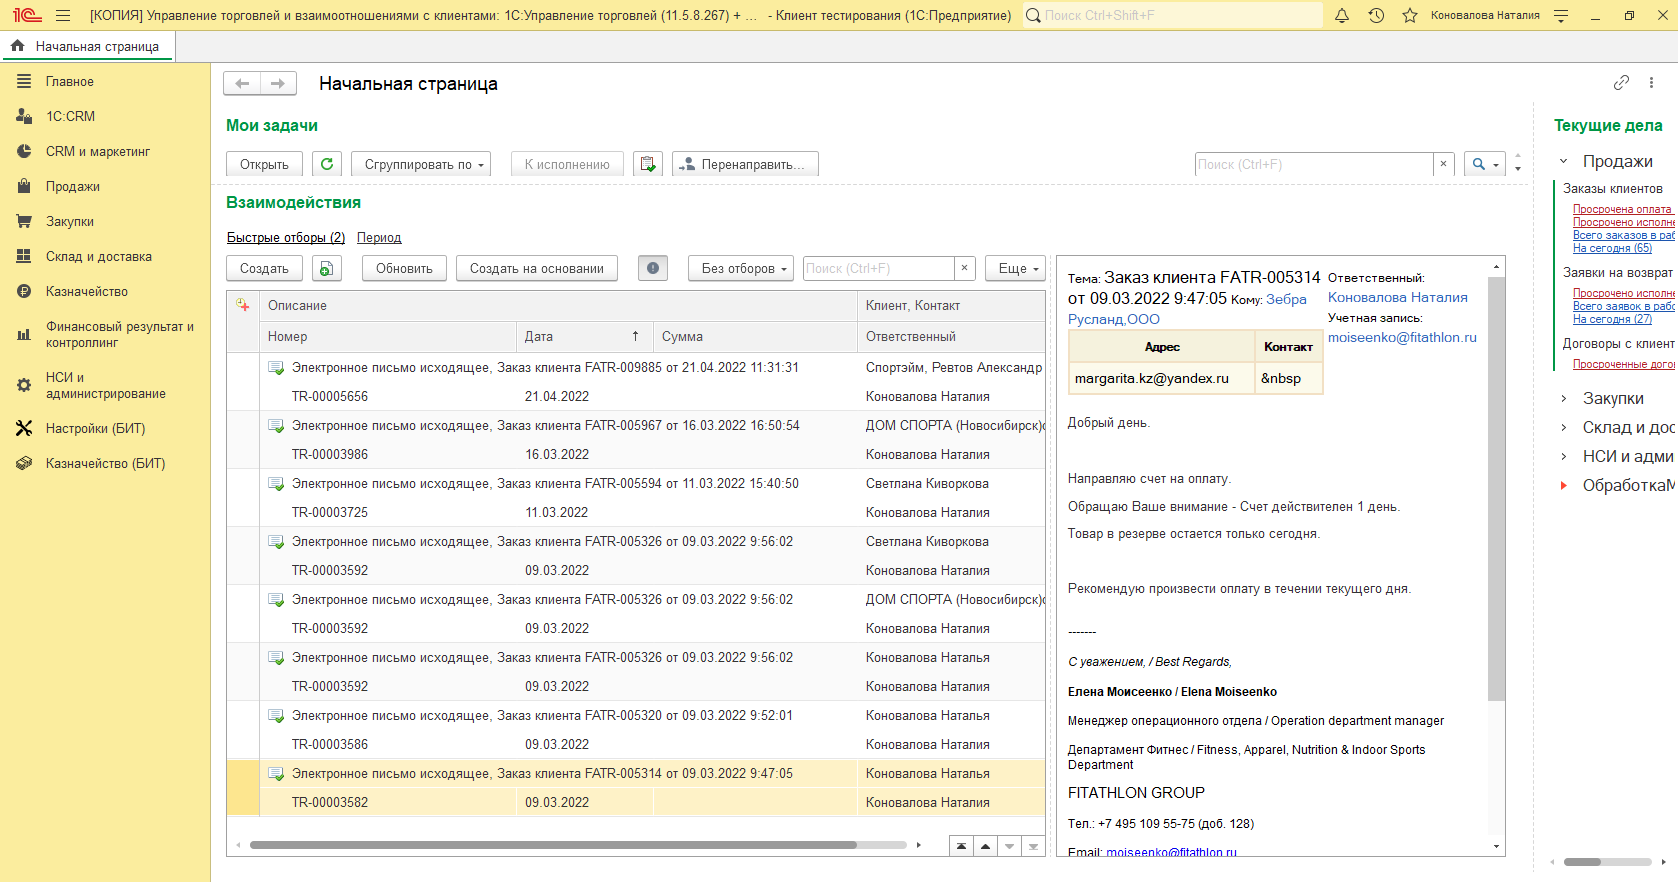 [КОПИЯ] Управление торговлей и взаимоотношениями с клиентами: 1С:Управление торговлей (11.5.8.267) + ... - Клиент тестирования (1С:Предприятие)
Поиск Ctrl+Shift+F
Коновалова Наталия
Начальная страница
Главное
1C:CRM
CRM и маркетинг
Продажи
Закупки
Склад и доставка
Казначейство
Финансовый результат и
контроллинг
НСИ и
администрирование
Настройки (БИТ)
Казначейство (БИТ)
Начальная страница
Мои задачи
Открыть Сгруппировать по К исполнению Перенаправить... Поиск (Ctrl+F) ×
Взаимодействия
Быстрые отборы (2) Период
Создать Обновить Создать на основании Без отборов Поиск (Ctrl+F) × Еще
Описание Клиент, Контакт
Номер Дата ↑ Сумма Ответственный
Электронное письмо исходящее, Заказ клиента FATR-009885 от 21.04.2022 11:31:31 Спортэйм, Ревтов Александр
TR-00005656 21.04.2022 Коновалова Наталия
Электронное письмо исходящее, Заказ клиента FATR-005967 от 16.03.2022 16:50:54 ДОМ СПОРТА (Новосибирск)
TR-00003986 16.03.2022 Коновалова Наталия
Электронное письмо исходящее, Заказ клиента FATR-005594 от 11.03.2022 15:40:50 Светлана Киворкова
TR-00003725 11.03.2022 Коновалова Наталия
Электронное письмо исходящее, Заказ клиента FATR-005326 от 09.03.2022 9:56:02 Светлана Киворкова
TR-00003592 09.03.2022 Коновалова Наталия
Электронное письмо исходящее, Заказ клиента FATR-005326 от 09.03.2022 9:56:02 ДОМ СПОРТА (Новосибирск)
TR-00003592 09.03.2022 Коновалова Наталия
Электронное письмо исходящее, Заказ клиента FATR-005326 от 09.03.2022 9:56:02 Коновалова Наталья
TR-00003592 09.03.2022 Коновалова Наталия
Электронное письмо исходящее, Заказ клиента FATR-005320 от 09.03.2022 9:52:01 Коновалова Наталья
TR-00003586 09.03.2022 Коновалова Наталия
Электронное письмо исходящее, Заказ клиента FATR-005314 от 09.03.2022 9:47:05 Коновалова Наталья
TR-00003582 09.03.2022 Коновалова Наталия
Тема: Заказ клиента FATR-005314
от 09.03.2022 9:47:05 Кому: Зебра
Русланд,ООО
Ответственный:
Коновалова Наталия
Учетная запись:
moiseenko@fitathlon.ru
Адрес Контакт
margarita.kz@yandex.ru &nbsp
Добрый день.
Направляю счет на оплату.
Обращаю Ваше внимание - Счет действителен 1 день.
Товар в резерве остается только сегодня.
Рекомендую произвести оплату в течении текущего дня.
-------
С уважением, / Best Regards,
Елена Моисеенко / Elena Moiseenko
Менеджер операционного отдела / Operation department manager
Департамент Фитнес / Fitness, Apparel, Nutrition & Indoor Sports
Department
FITATHLON GROUP
Тел.: +7 495 109 55-75 (доб. 128)
Email: moiseenko@fitathlon.ru
Текущие дела
Продажи
Заказы клиентов
Просрочена оплата
Просрочено исполне
Всего заказов в раб
На сегодня (65)
Заявки на возврат
Просрочено исполне
Всего заявок в рабо
На сегодня (27)
Договоры с клиент
Просроченные догов
Закупки
Склад и дос
НСИ и адми
ОбработкаМ